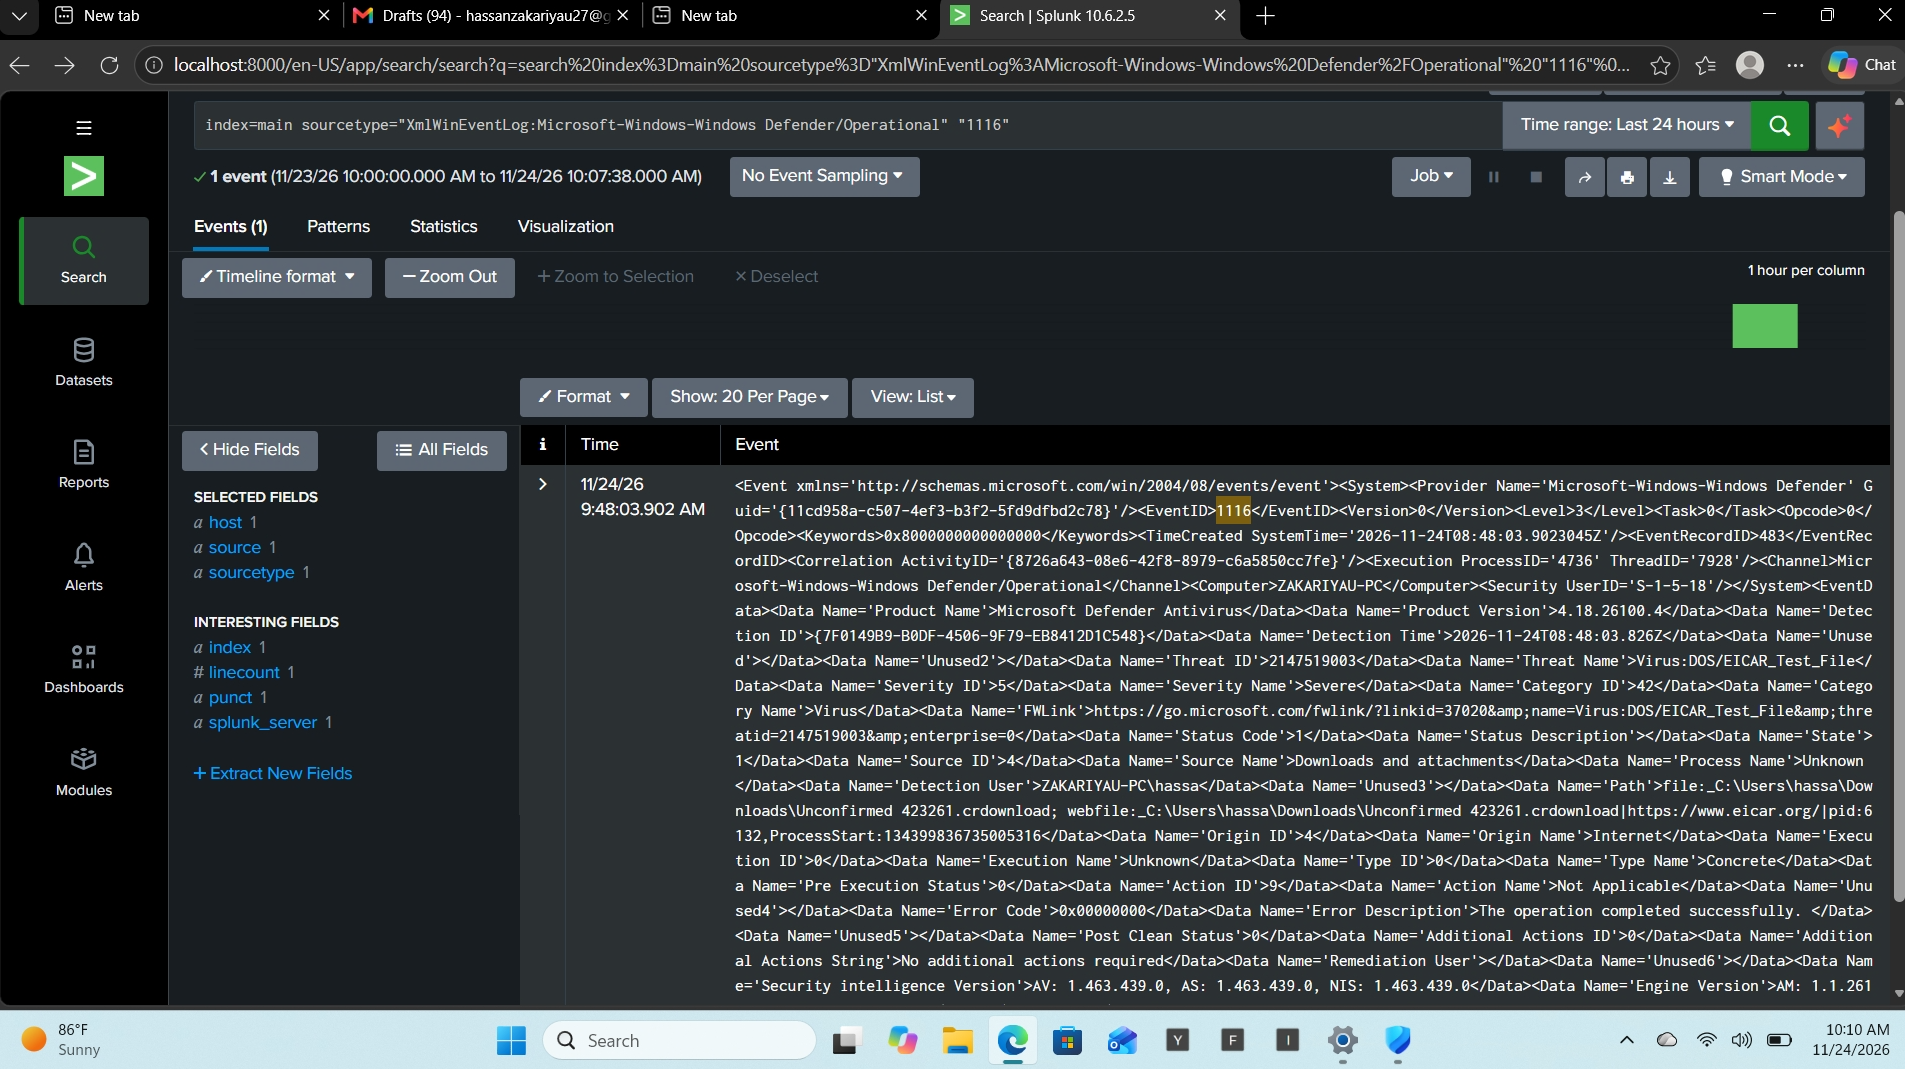 New tab
Drafts (94) - hassanzakariyau27@g
New tab
Search | Splunk 10.6.2.5
localhost:8000/en-US/app/search/search?q=search%20index%3Dmain%20sourcetype%3D"XmlWinEventLog%3AMicrosoft-Windows-Windows%20Defender%2FOperational"%20"1116"%0...
Chat
index=main sourcetype="XmlWinEventLog:Microsoft-Windows-Windows Defender/Operational" "1116"
Time range: Last 24 hours
1 event (11/23/26 10:00:00.000 AM to 11/24/26 10:07:38.000 AM)
No Event Sampling
Job
Smart Mode
Events (1)
Patterns
Statistics
Visualization
Timeline format
— Zoom Out
+ Zoom to Selection
× Deselect
1 hour per column
Search
Datasets
Reports
Alerts
Dashboards
Modules
Format
Show: 20 Per Page
View: List
< Hide Fields
All Fields
SELECTED FIELDS
a host 1
a source 1
a sourcetype 1
INTERESTING FIELDS
a index 1
# linecount 1
a punct 1
a splunk_server 1
+ Extract New Fields
i
Time
Event
11/24/26
9:48:03.902 AM
<Event xmlns='http://schemas.microsoft.com/win/2004/08/events/event'><System><Provider Name='Microsoft-Windows-Windows Defender' G
uid='{11cd958a-c507-4ef3-b3f2-5fd9dfbd2c78}'/><EventID>1116</EventID><Version>0</Version><Level>3</Level><Task>0</Task><Opcode>0</
Opcode><Keywords>0x8000000000000000</Keywords><TimeCreated SystemTime='2026-11-24T08:48:03.9023045Z'/><EventRecordID>483</EventRec
ordID><Correlation ActivityID='{8726a643-08e6-42f8-8979-c6a5850cc7fe}'/><Execution ProcessID='4736' ThreadID='7928'/><Channel>Micr
osoft-Windows-Windows Defender/Operational</Channel><Computer>ZAKARIYAU-PC</Computer><Security UserID='S-1-5-18'/></System><EventD
ata><Data Name='Product Name'>Microsoft Defender Antivirus</Data><Data Name='Product Version'>4.18.26100.4</Data><Data Name='Detec
tion ID'>{7F0149B9-B0DF-4506-9F79-EB8412D1C548}</Data><Data Name='Detection Time'>2026-11-24T08:48:03.826Z</Data><Data Name='Unuse
d'></Data><Data Name='Unused2'></Data><Data Name='Threat ID'>2147519003</Data><Data Name='Threat Name'>Virus:DOS/EICAR_Test_File</
Data><Data Name='Severity ID'>5</Data><Data Name='Severity Name'>Severe</Data><Data Name='Category ID'>42</Data><Data Name='Catego
ry Name'>Virus</Data><Data Name='FWLink'>https://go.microsoft.com/fwlink/?linkid=37020&amp;name=Virus:DOS/EICAR_Test_File&amp;thre
atid=2147519003&amp;enterprise=0</Data><Data Name='Status Code'>1</Data><Data Name='Status Description'></Data><Data Name='State'>
1</Data><Data Name='Source ID'>4</Data><Data Name='Source Name'>Downloads and attachments</Data><Data Name='Process Name'>Unknown
</Data><Data Name='Detection User'>ZAKARIYAU-PC\hassa</Data><Data Name='Unused3'></Data><Data Name='Path'>file:_C:\Users\hassa\Dow
nloads\Unconfirmed 423261.crdownload; webfile:_C:\Users\hassa\Downloads\Unconfirmed 423261.crdownload|https://www.eicar.org/|pid:6
132,ProcessStart:134399836735005316</Data><Data Name='Origin ID'>4</Data><Data Name='Origin Name'>Internet</Data><Data Name='Execu
tion ID'>0</Data><Data Name='Execution Name'>Unknown</Data><Data Name='Type ID'>0</Data><Data Name='Type Name'>Concrete</Data><Dat
a Name='Pre Execution Status'>0</Data><Data Name='Action ID'>9</Data><Data Name='Action Name'>Not Applicable</Data><Data Name='Unu
sed4'></Data><Data Name='Error Code'>0x00000000</Data><Data Name='Error Description'>The operation completed successfully. </Data>
<Data Name='Unused5'></Data><Data Name='Post Clean Status'>0</Data><Data Name='Additional Actions ID'>0</Data><Data Name='Addition
al Actions String'>No additional actions required</Data><Data Name='Remediation User'></Data><Data Name='Unused6'></Data><Data Nam
e='Security intelligence Version'>AV: 1.463.439.0, AS: 1.463.439.0, NIS: 1.463.439.0</Data><Data Name='Engine Version'>AM: 1.1.261
86°F
Sunny
Search
Y
F
I
10:10 AM
11/24/2026